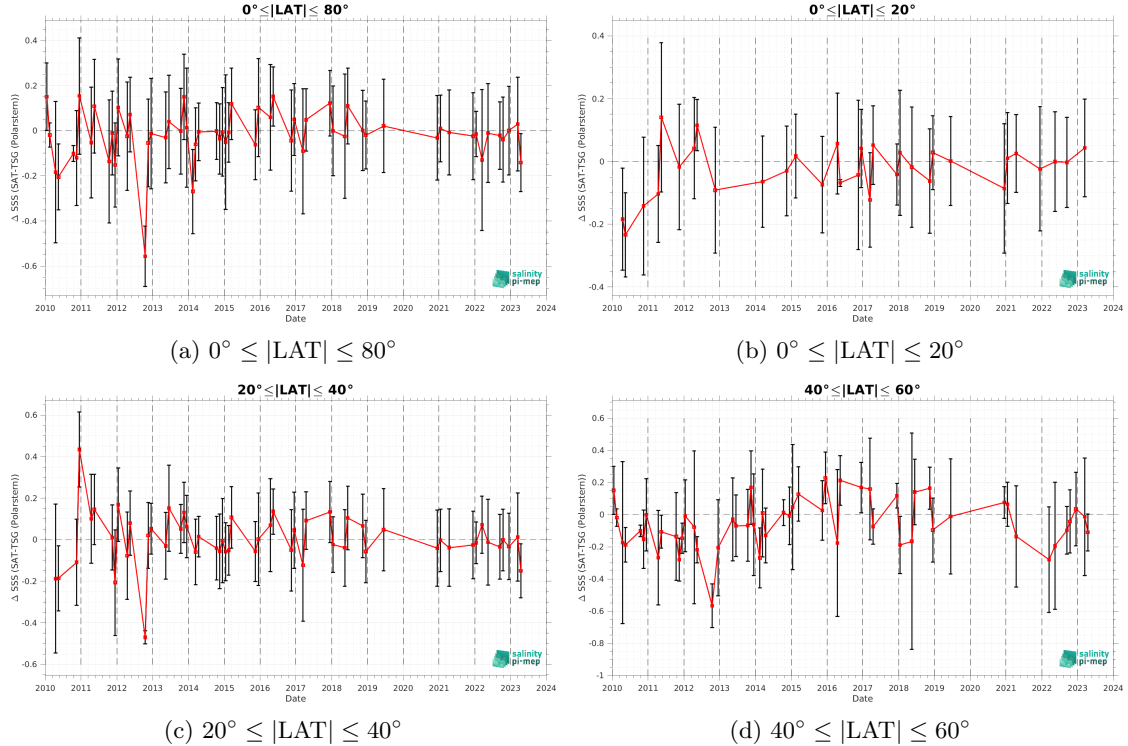 0°≤|LAT|≤ 80°
Δ SSS (SAT-TSG (Polarstern))
0.4
0.2
0
-0.2
-0.4
-0.6
2010 2011 2012 2013 2014 2015 2016 2017 2018 2019 2020 2021 2022 2023 2024
Date
salinity
pi-mep
(a) 0° ≤ |LAT| ≤ 80°
0°≤|LAT|≤ 20°
Δ SSS (SAT-TSG (Polarstern))
0.4
0.2
0
-0.2
-0.4
2010 2011 2012 2013 2014 2015 2016 2017 2018 2019 2020 2021 2022 2023 2024
Date
salinity
pi-mep
(b) 0° ≤ |LAT| ≤ 20°
20°≤|LAT|≤ 40°
Δ SSS (SAT-TSG (Polarstern))
0.6
0.4
0.2
0
-0.2
-0.4
-0.6
2010 2011 2012 2013 2014 2015 2016 2017 2018 2019 2020 2021 2022 2023 2024
Date
salinity
pi-mep
(c) 20° ≤ |LAT| ≤ 40°
40°≤|LAT|≤ 60°
Δ SSS (SAT-TSG (Polarstern))
0.6
0.4
0.2
0
-0.2
-0.4
-0.6
-0.8
-1
2010 2011 2012 2013 2014 2015 2016 2017 2018 2019 2020 2021 2022 2023 2024
Date
salinity
pi-mep
(d) 40° ≤ |LAT| ≤ 60°